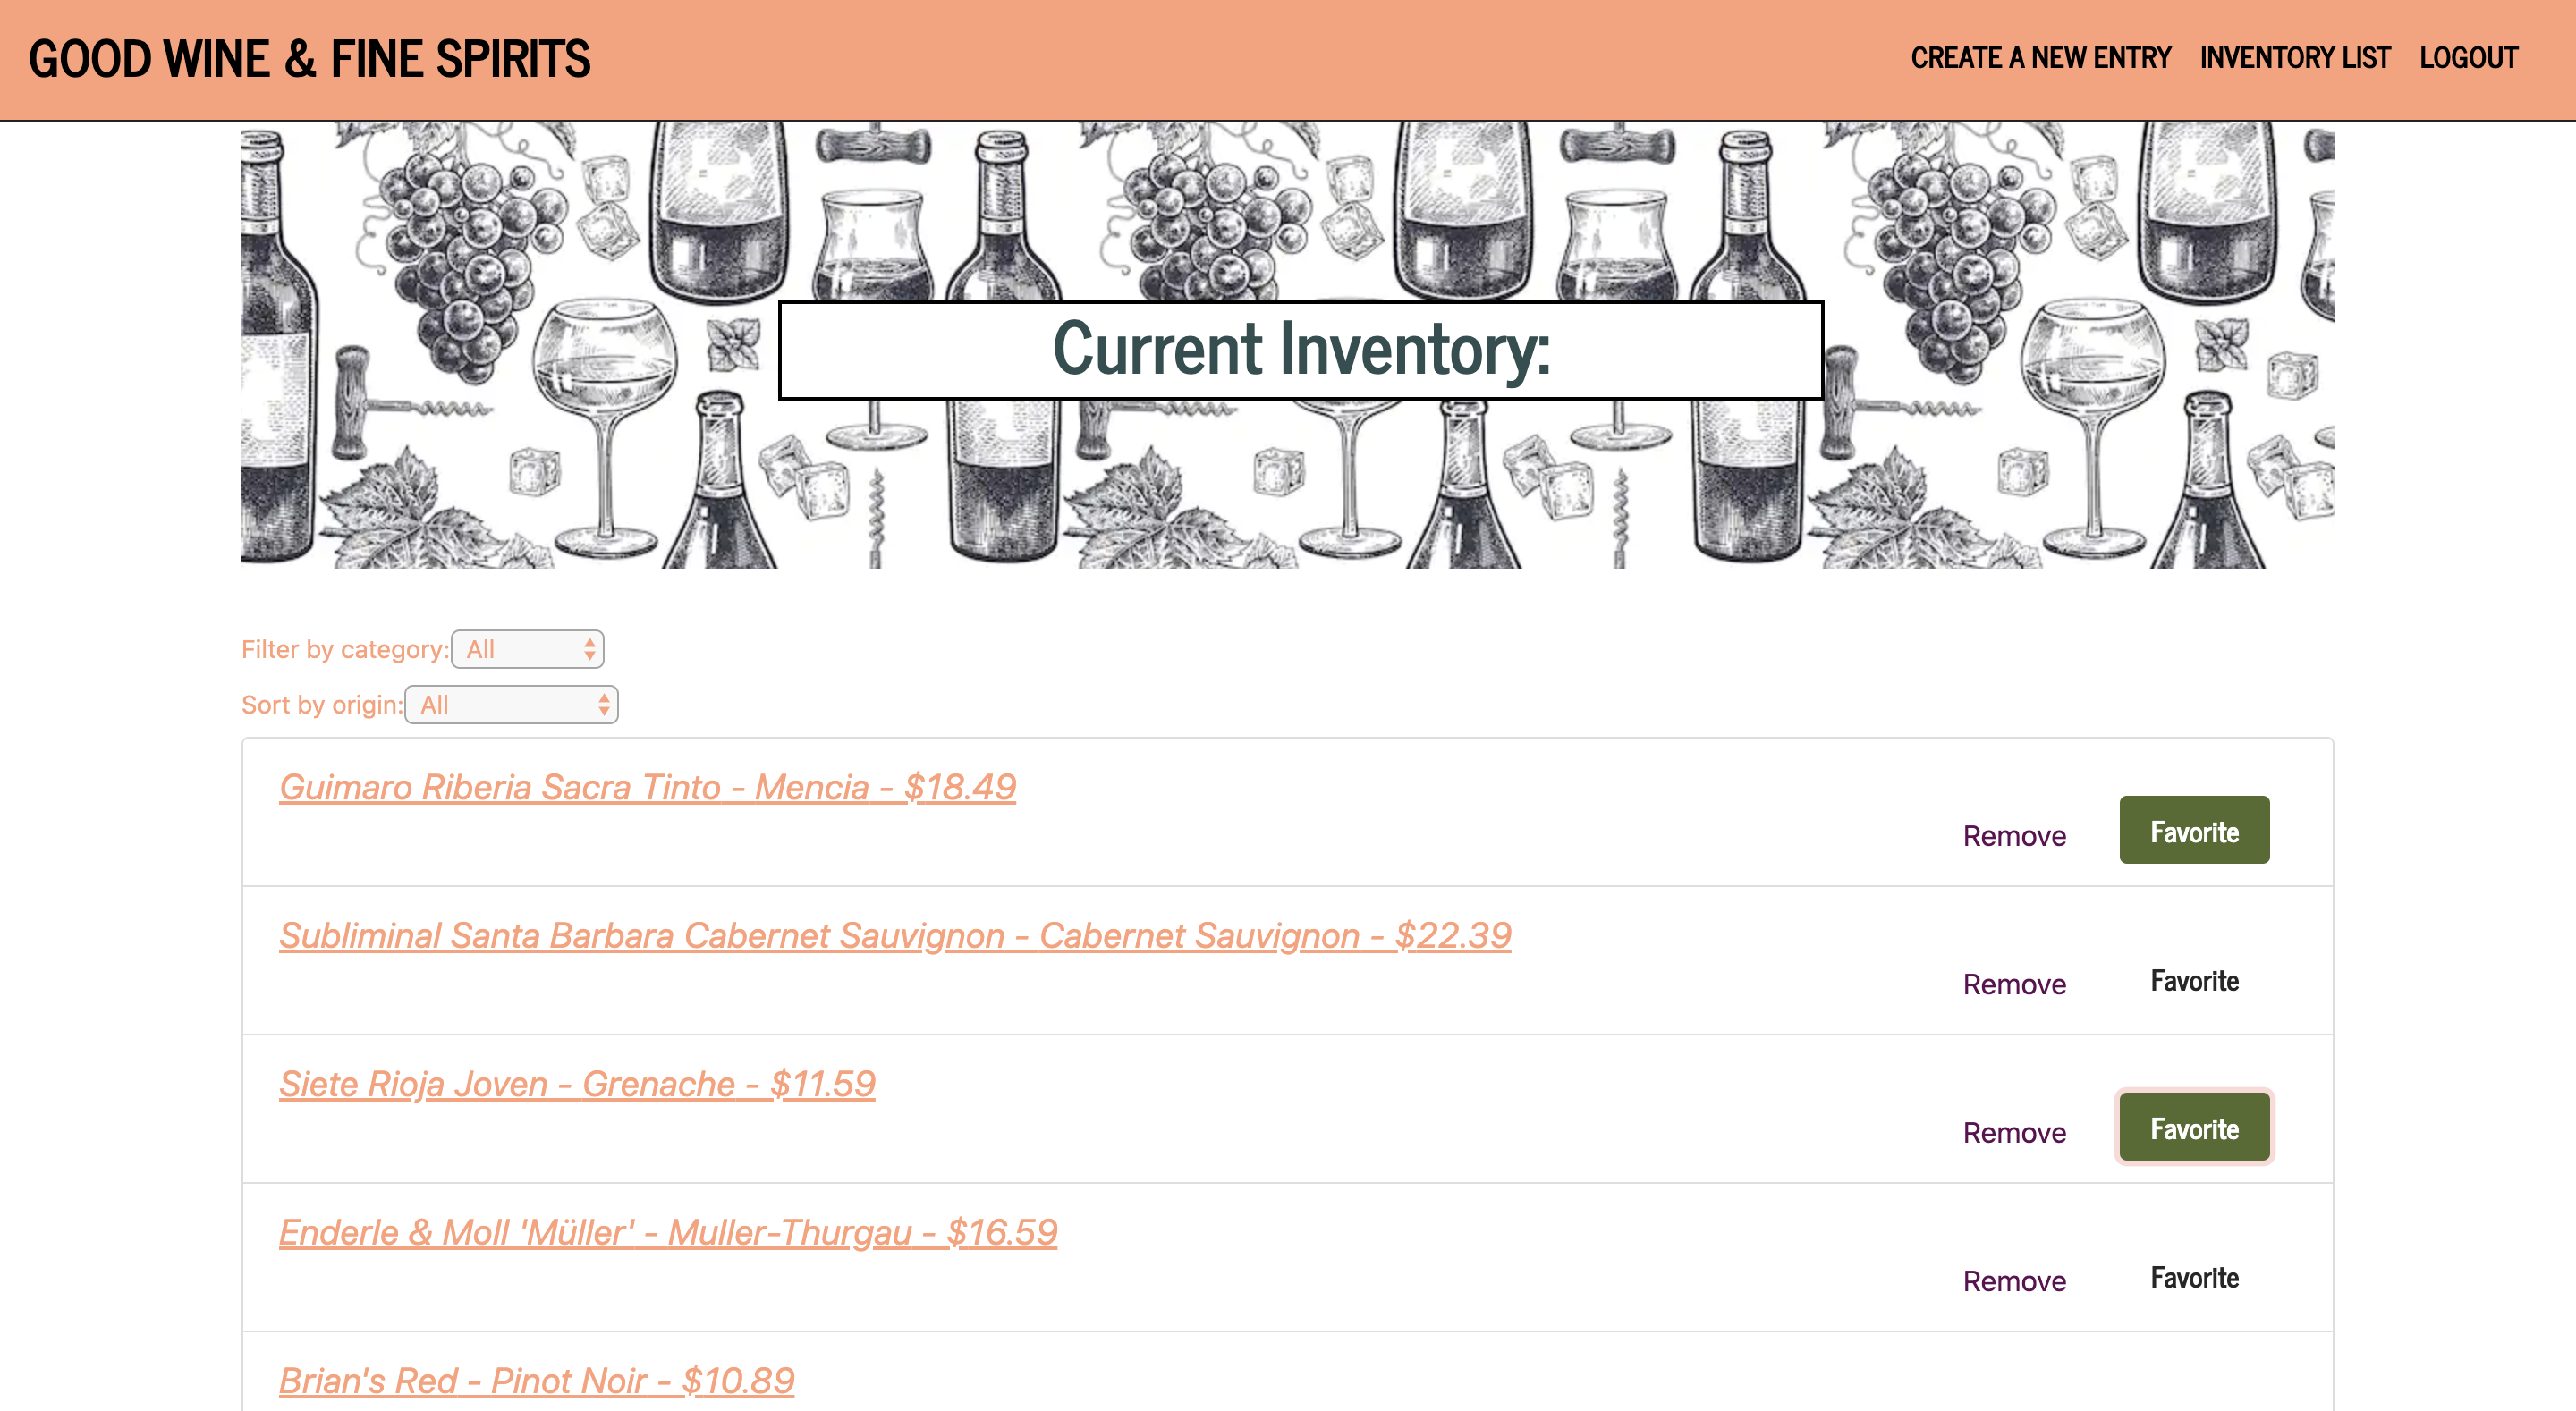 GOOD WINE & FINE SPIRITS
CREATE A NEW ENTRY INVENTORY LIST LOGOUT
Current Inventory:
Filter by category: All
Sort by origin: All
Guimaro Riberia Sacra Tinto - Mencia - $18.49
Remove Favorite
Subliminal Santa Barbara Cabernet Sauvignon - Cabernet Sauvignon - $22.39
Remove Favorite
Siete Rioja Joven - Grenache - $11.59
Remove Favorite
Enderle & Moll 'Müller' - Muller-Thurgau - $16.59
Remove Favorite
Brian's Red - Pinot Noir - $10.89